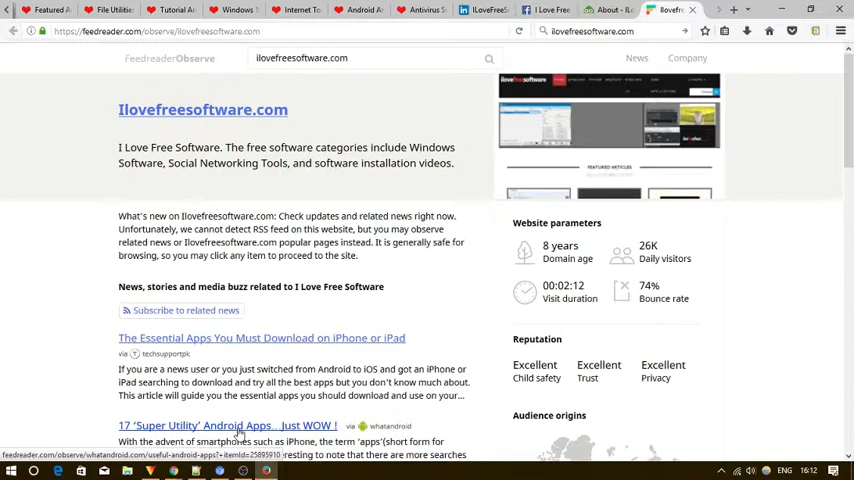 Featured A
File Utilitie
Tutorial Ar
Windows
Internet To
Android Ar
Antivirus S
ILoveFreeS
I Love Free
About - ILo
Ilovefree
https://feedreader.com/observe/ilovefreesoftware.com
ilovefreesoftware.com
FeedreaderObserve
ilovefreesoftware.com
News
Company
Ilovefreesoftware.com
I Love Free Software. The free software categories include Windows
Software, Social Networking Tools, and software installation videos.
ilovefreesoftware
FEATURED ARTICLES
What's new on Ilovefreesoftware.com: Check updates and related news right now.
Unfortunately, we cannot detect RSS feed on this website, but you may observe
related news or Ilovefreesoftware.com popular pages instead. It is generally safe for
browsing, so you may click any item to proceed to the site.
News, stories and media buzz related to I Love Free Software
Subscribe to related news
The Essential Apps You Must Download on iPhone or iPad
via techsupportpk
If you are a news user or you just switched from Android to iOS and got an iPhone or
iPad searching to download and try all the best apps but you don't know much about.
This article will guide you the essential apps you should download and use on your...
17 ‘Super Utility’ Android Apps…Just WOW !
via whatandroid
With the advent of smartphones such as iPhone, the term ‘apps’(short form for
eresting to note that there are more searches
Website parameters
8 years
Domain age
26K
Daily visitors
00:02:12
Visit duration
74%
Bounce rate
Reputation
Excellent
Child safety
Excellent
Trust
Excellent
Privacy
Audience origins
feedreader.com/observe/whatandroid.com/useful-android-apps?+itemId=25895910
ENG
16:12